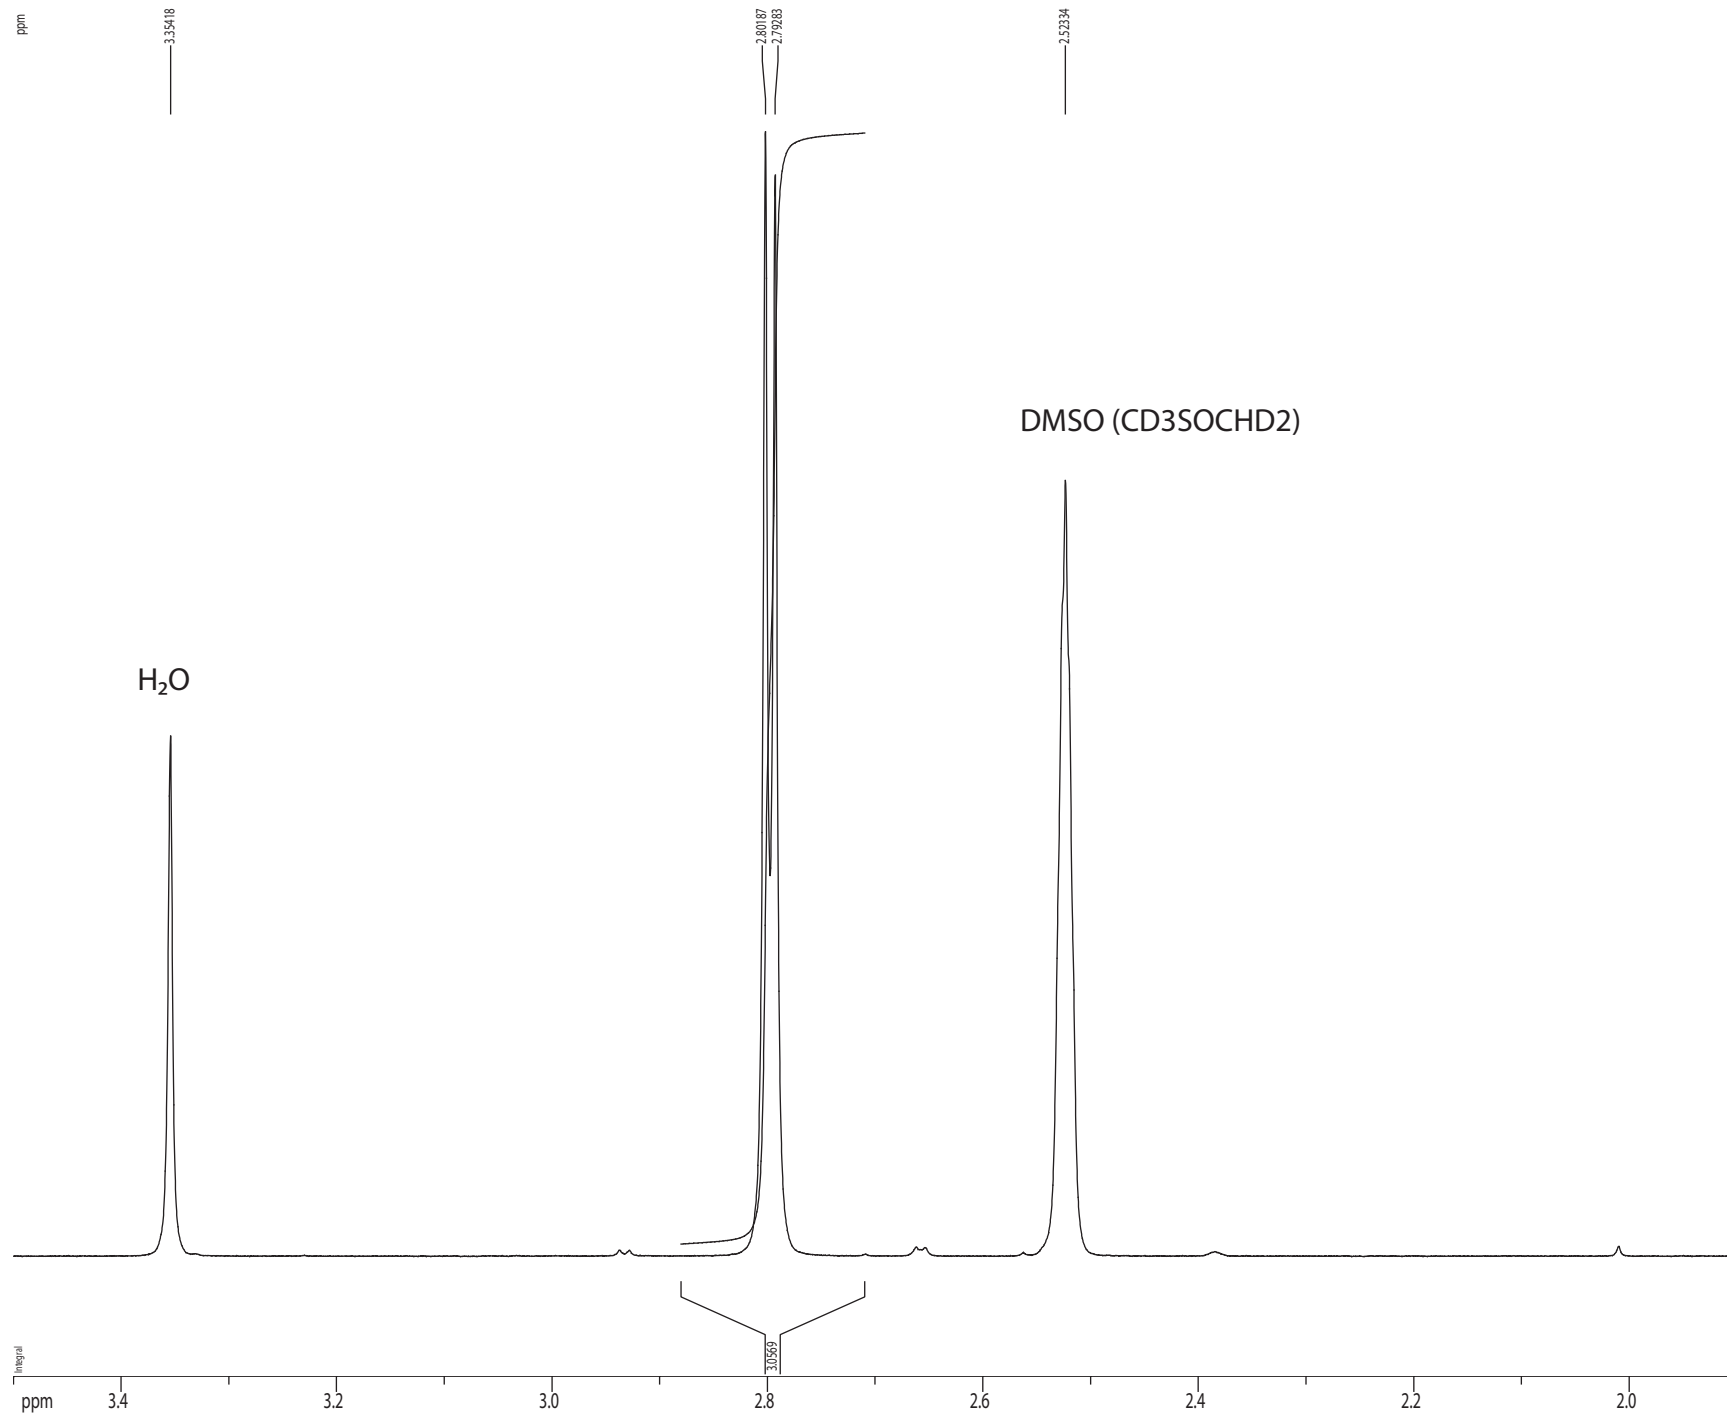 ppm
3.35418
2.80187
2.79283
2.52334
DMSO (CD3SOCHD2)
H₂O
Integral
3.0569
ppm 3.4 3.2 3.0 2.8 2.6 2.4 2.2 2.0